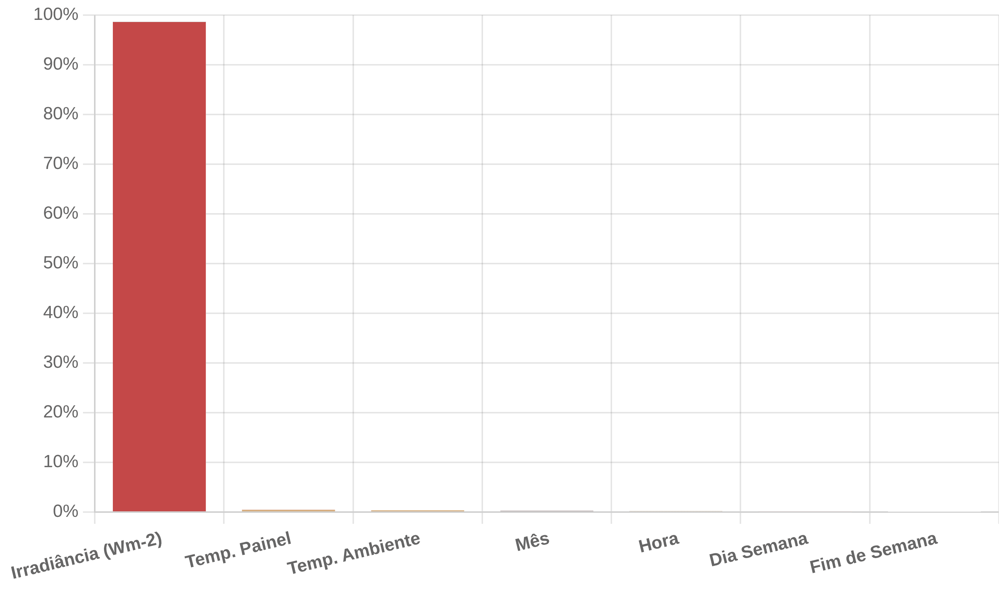 100%
90%
80%
70%
60%
50%
40%
30%
20%
10%
0%
Irradiância (Wm-2)
Temp. Painel
Temp. Ambiente
Mês
Hora
Dia Semana
Fim de Semana